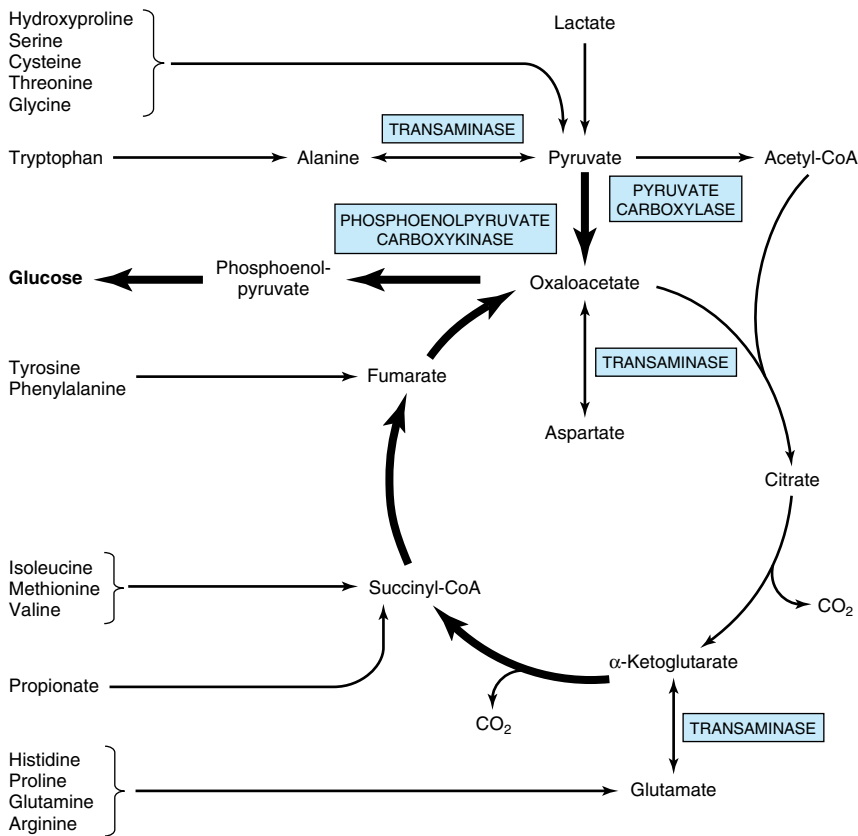 Hydroxyproline
Serine
Cysteine
Threonine
Glycine
Lactate
Tryptophan
Alanine
TRANSAMINASE
Pyruvate
Acetyl-CoA
PYRUVATE
CARBOXYLASE
PHOSPHOENOLPYRUVATE
CARBOXYKINASE
Glucose
Phosphoenol-
pyruvate
Oxaloacetate
TRANSAMINASE
Tyrosine
Phenylalanine
Fumarate
Aspartate
Citrate
Isoleucine
Methionine
Valine
Succinyl-CoA
CO₂
Propionate
α-Ketoglutarate
CO₂
TRANSAMINASE
Histidine
Proline
Glutamine
Arginine
Glutamate